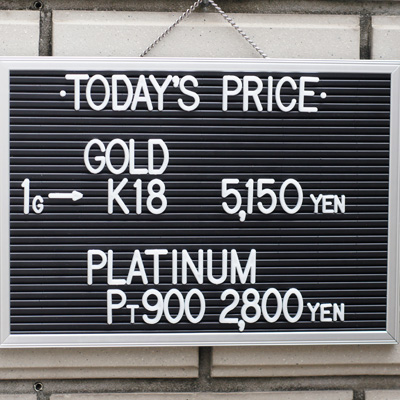 ·TODAY'S PRICE·
GOLD
1G→ K18 5,150 YEN
PLATINUM
PT900 2,800 YEN